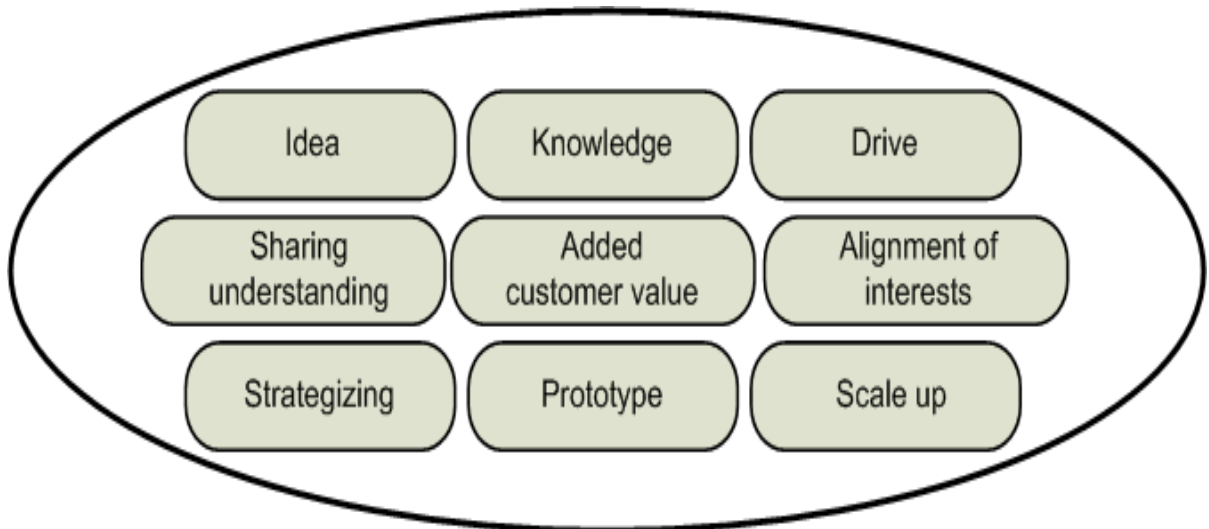 Idea
Knowledge
Drive
Sharing
understanding
Added
customer value
Alignment of
interests
Strategizing
Prototype
Scale up